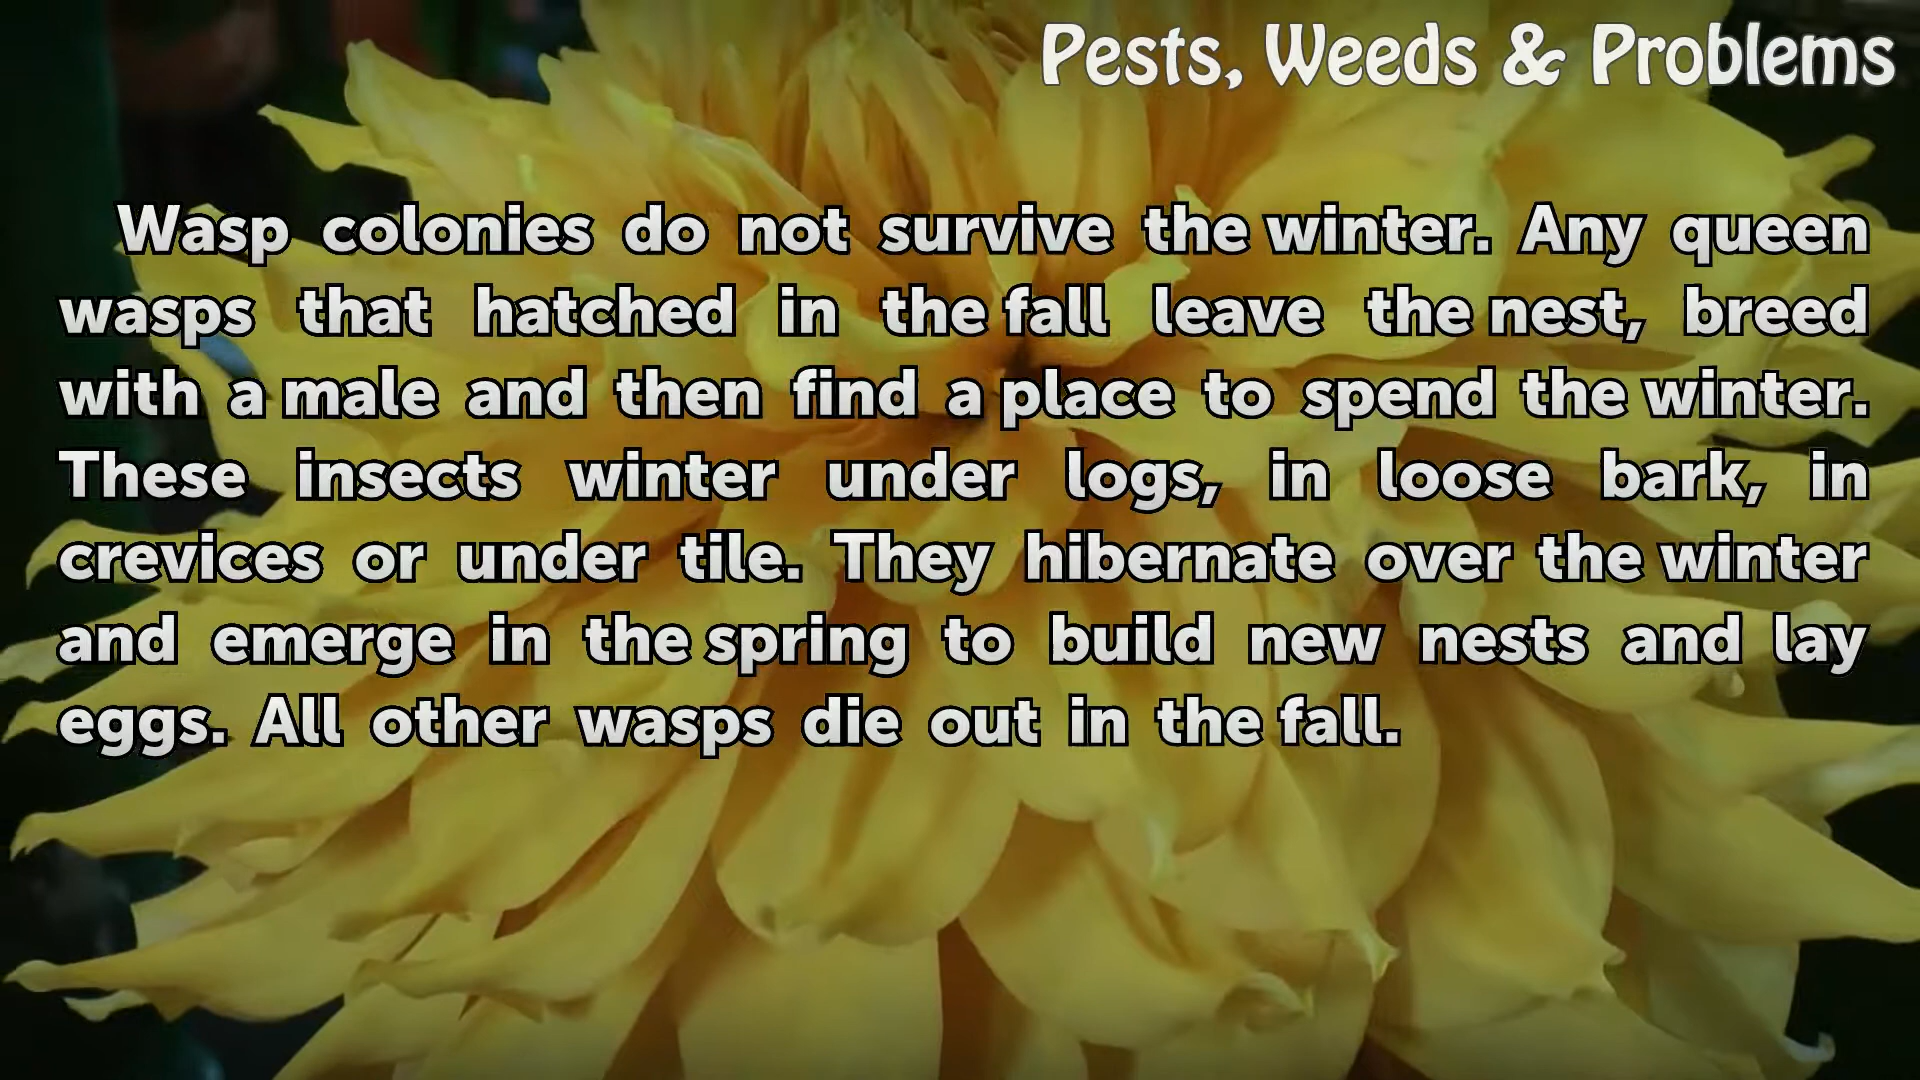 Pests, Weeds & Problems
Wasp colonies do not survive the winter. Any queen
wasps that hatched in the fall leave the nest, breed
with a male and then find a place to spend the winter.
These insects winter under logs, in loose bark, in
crevices or under tile. They hibernate over the winter
and emerge in the spring to build new nests and lay
eggs. All other wasps die out in the fall.